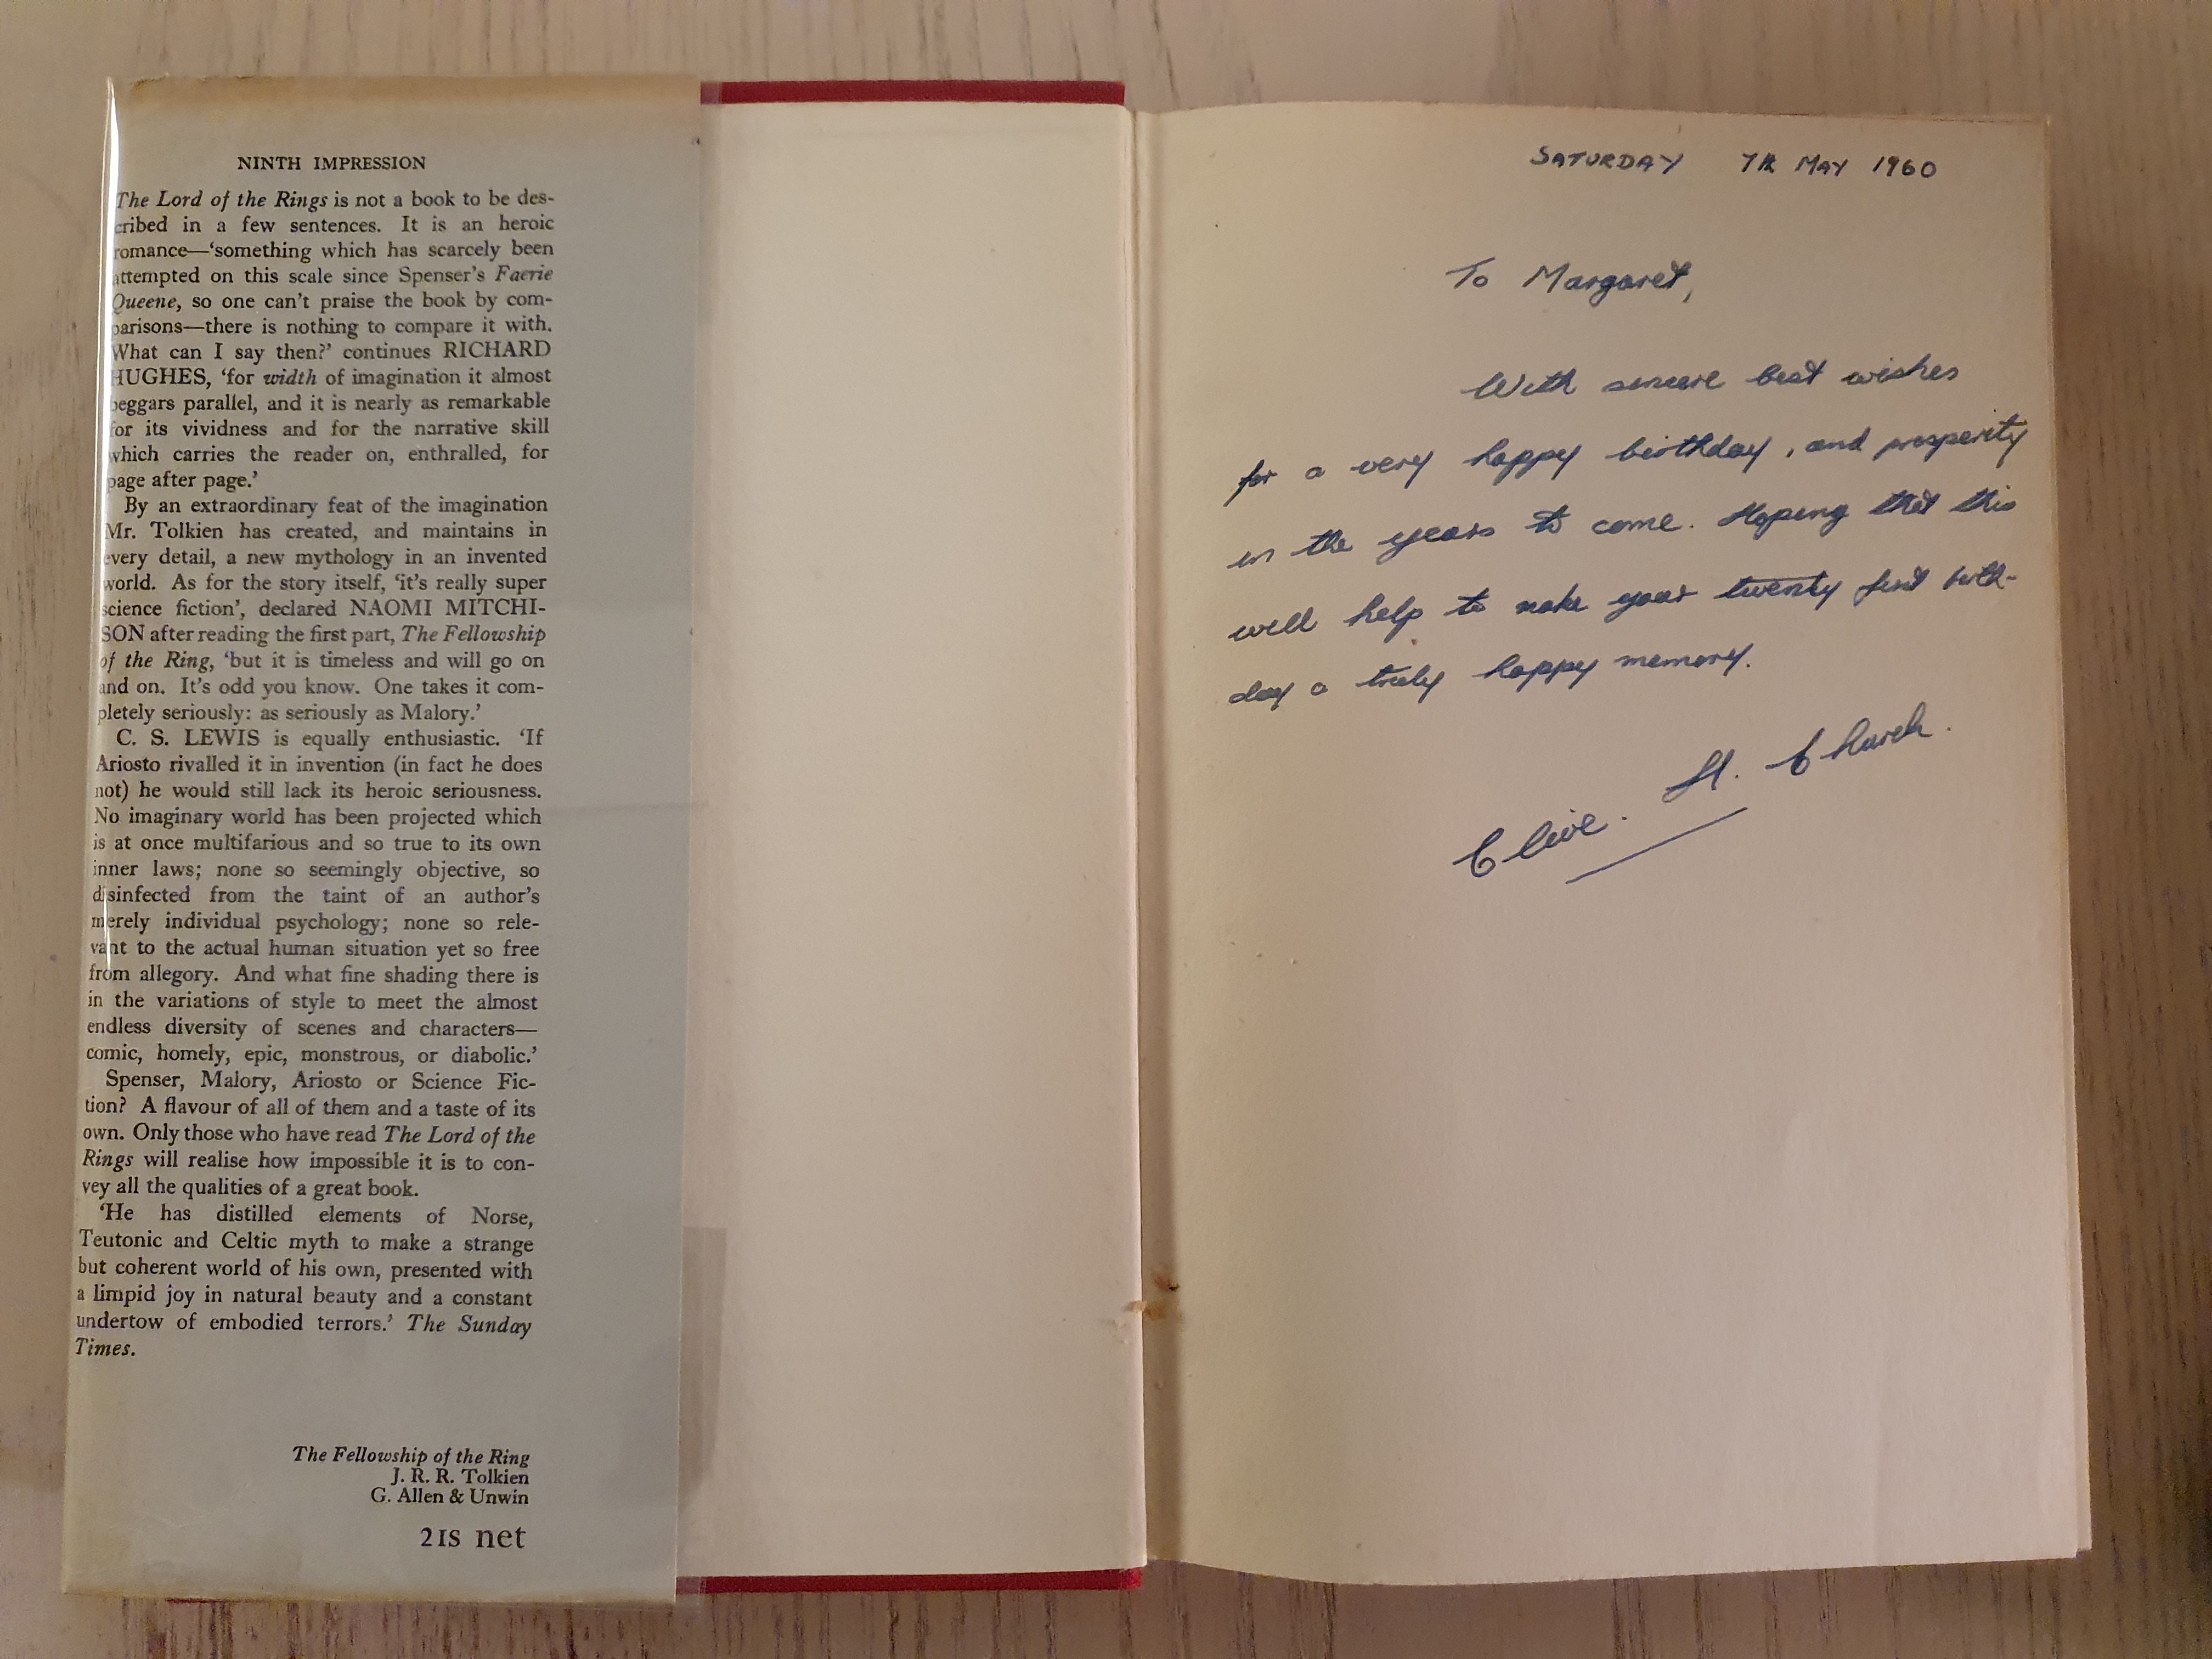 NINTH IMPRESSION
The Lord of the Rings is not a book to be des-
cribed in a few sentences. It is an heroic
romance—‘something which has scarcely been
attempted on this scale since Spenser’s Faerie
Queene, so one can’t praise the book by com-
parisons—there is nothing to compare it with.
What can I say then?’ continues RICHARD
HUGHES, ‘for width of imagination it almost
beggars parallel, and it is nearly as remarkable
for its vividness and for the narrative skill
which carries the reader on, enthralled, for
page after page.’
By an extraordinary feat of the imagination
Mr. Tolkien has created, and maintains in
every detail, a new mythology in an invented
world. As for the story itself, ‘it’s really super
science fiction’, declared NAOMI MITCHI-
SON after reading the first part, The Fellowship
of the Ring, ‘but it is timeless and will go on
and on. It’s odd you know. One takes it com-
pletely seriously: as seriously as Malory.’
C. S. LEWIS is equally enthusiastic. ‘If
Ariosto rivalled it in invention (in fact he does
not) he would still lack its heroic seriousness.
No imaginary world has been projected which
is at once multifarious and so true to its own
inner laws; none so seemingly objective, so
disinfected from the taint of an author’s
merely individual psychology; none so rele-
vant to the actual human situation yet so free
from allegory. And what fine shading there is
in the variations of style to meet the almost
endless diversity of scenes and characters—
comic, homely, epic, monstrous, or diabolic.’
Spenser, Malory, Ariosto or Science Fic-
tion? A flavour of all of them and a taste of its
own. Only those who have read The Lord of the
Rings will realise how impossible it is to con-
vey all the qualities of a great book.
‘He has distilled elements of Norse,
Teutonic and Celtic myth to make a strange
but coherent world of his own, presented with
a limpid joy in natural beauty and a constant
undertow of embodied terrors.’ The Sunday
Times.
The Fellowship of the Ring
J. R. R. Tolkien
G. Allen & Unwin
21s net
SATURDAY 7th MAY 1960
To Margaret,
With sincere best wishes
for a very happy birthday, and prosperity
in the years to come. Hoping that this
will help to make your twenty first birth-
day a truly happy memory.
Clive. H. Church.